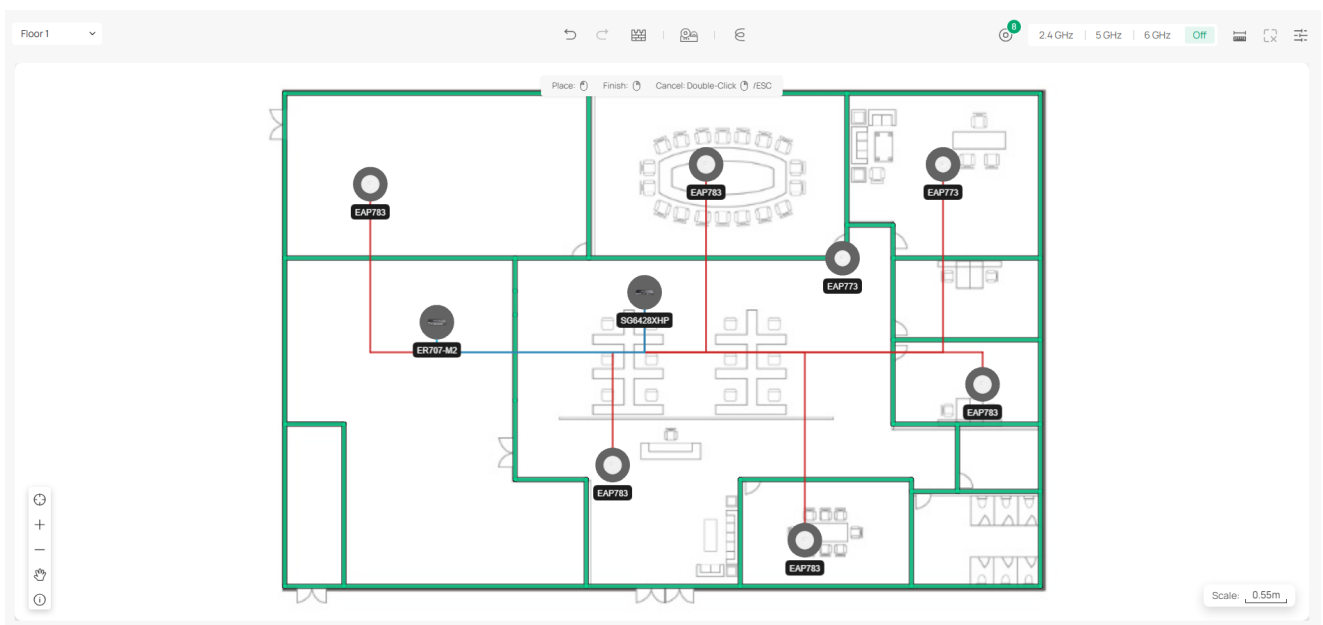 Floor 1
8
2.4 GHz 5 GHz 6 GHz Off
Place: Finish: Cancel: Double-Click /ESC
EAP783
EAP783
EAP773
EAP773
SG6428XHP
ER707-M2
EAP783
EAP783
EAP783
Scale: 0.55m